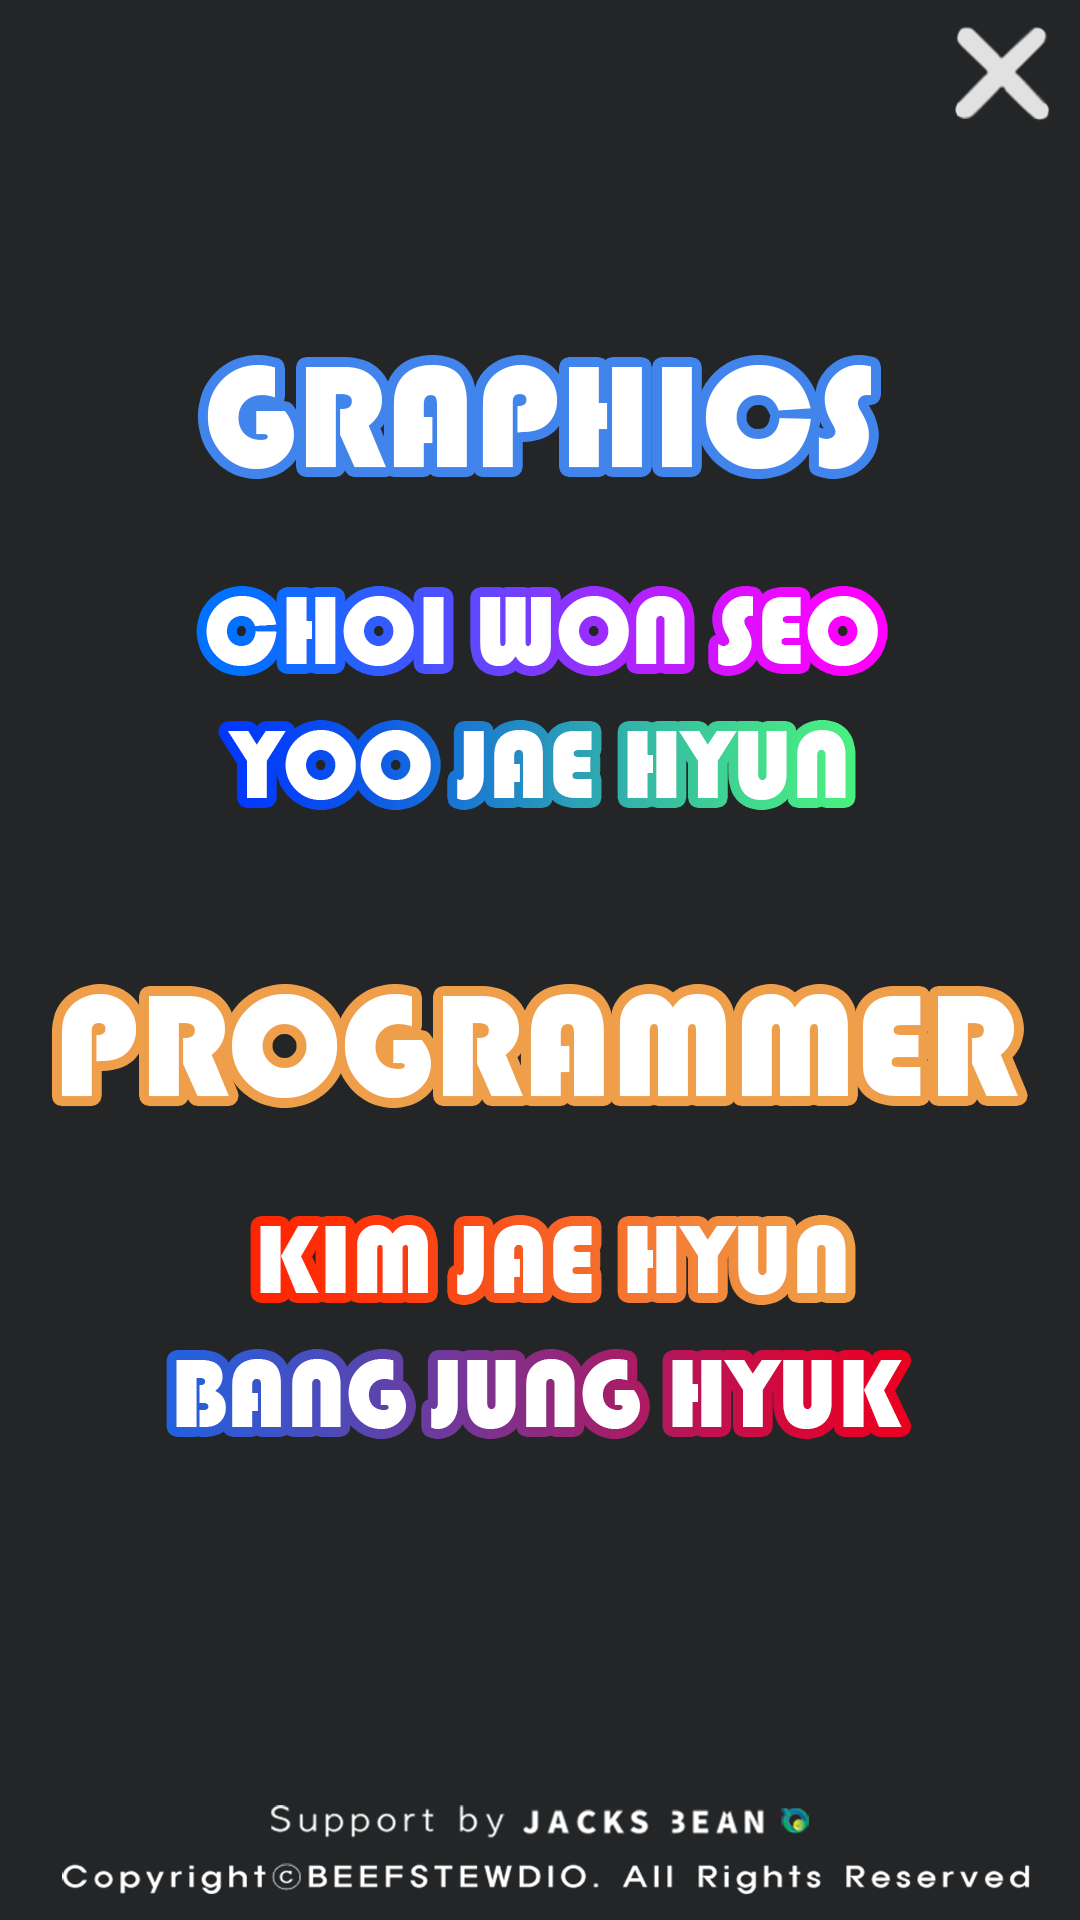 GRAPHICS
CHOI WON SEO
YOO JAE HYUN
PROGRAMMER
KIM JAE HYUN
BANG JUNG HYUK
Support by JACKS BEAN
Copyright©BEEFSTEWDIO. All Rights Reserved